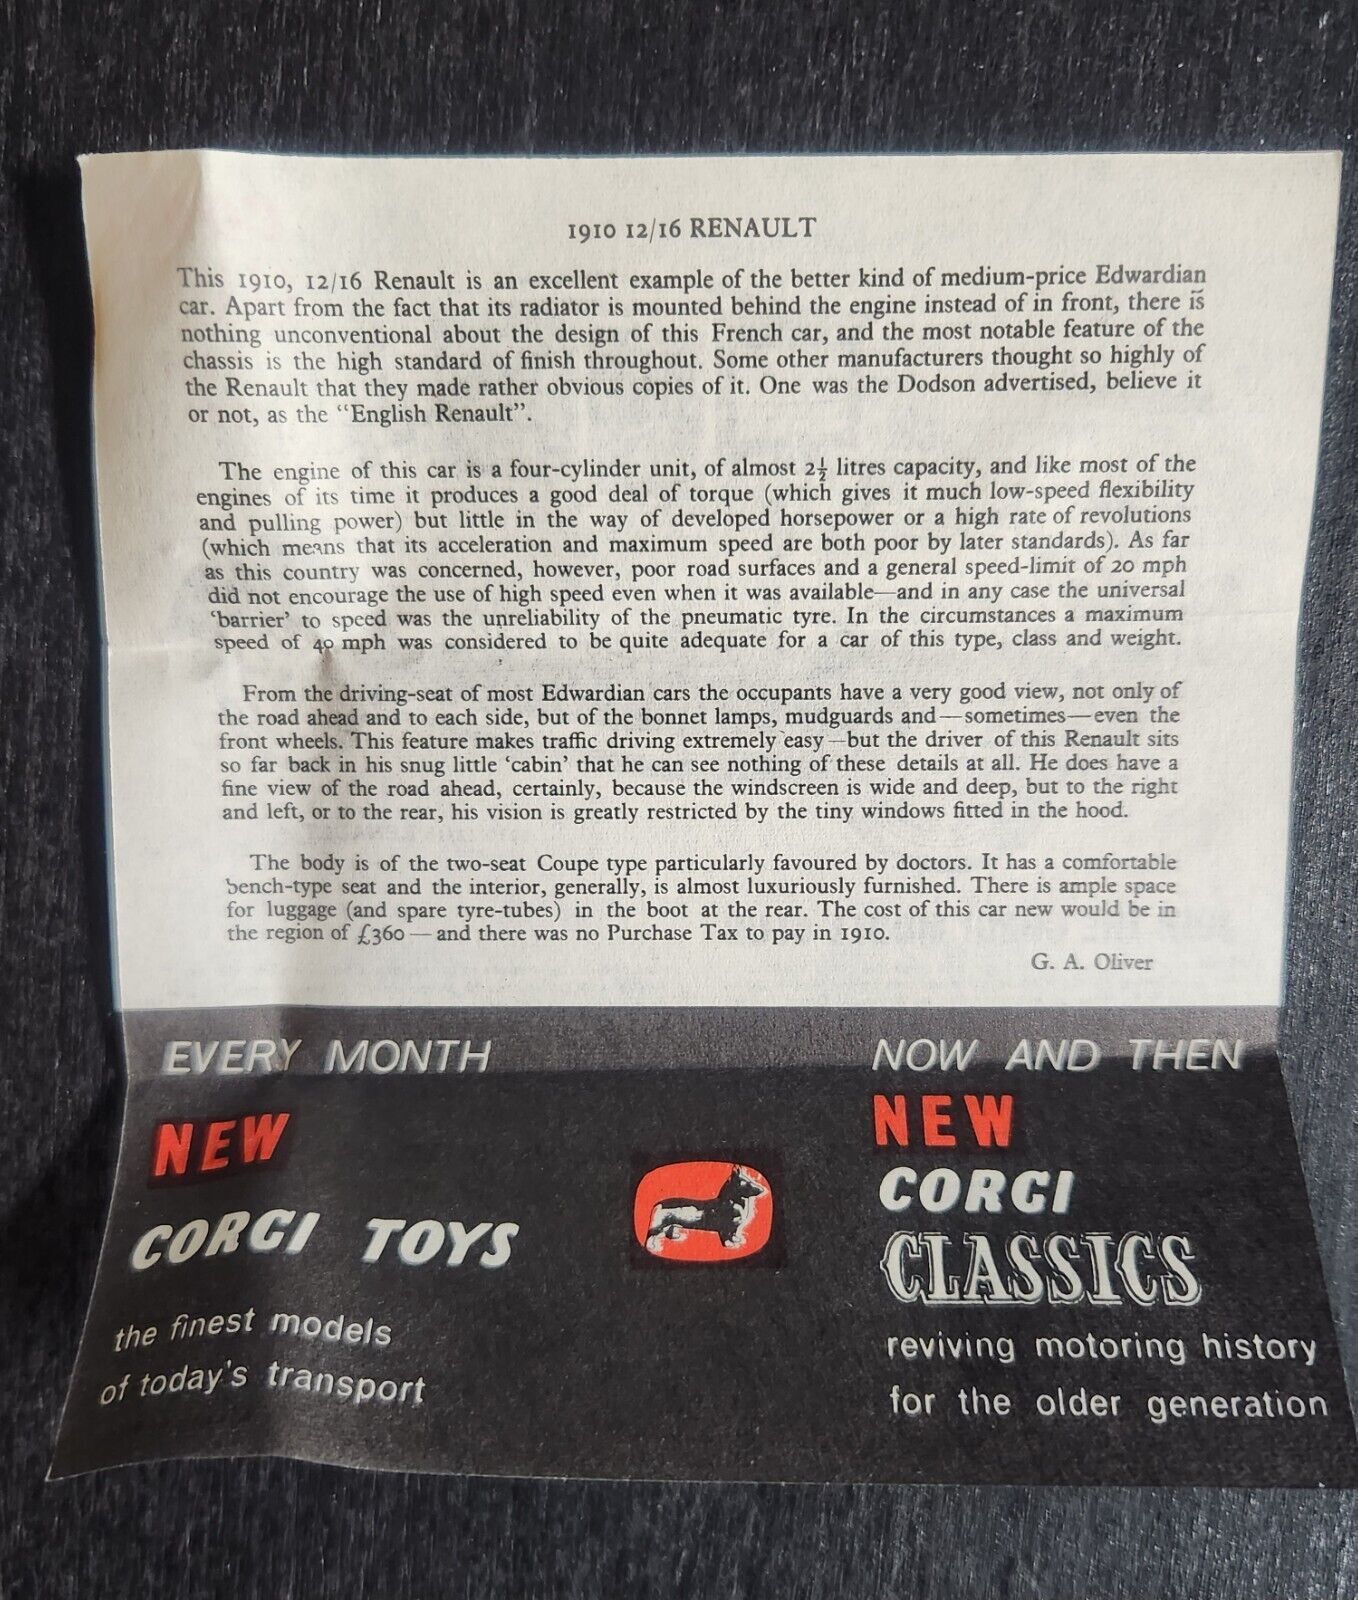 1910 12/16 RENAULT
This 1910, 12/16 Renault is an excellent example of the better kind of medium-price Edwardian
car. Apart from the fact that its radiator is mounted behind the engine instead of in front, there is
nothing unconventional about the design of this French car, and the most notable feature of the
chassis is the high standard of finish throughout. Some other manufacturers thought so highly of
the Renault that they made rather obvious copies of it. One was the Dodson advertised, believe it
or not, as the "English Renault".
The engine of this car is a four-cylinder unit, of almost 2½ litres capacity, and like most of the
engines of its time it produces a good deal of torque (which gives it much low-speed flexibility
and pulling power) but little in the way of developed horsepower or a high rate of revolutions
(which means that its acceleration and maximum speed are both poor by later standards). As far
as this country was concerned, however, poor road surfaces and a general speed-limit of 20 mph
did not encourage the use of high speed even when it was available—and in any case the universal
'barrier' to speed was the unreliability of the pneumatic tyre. In the circumstances a maximum
speed of 40 mph was considered to be quite adequate for a car of this type, class and weight.
From the driving-seat of most Edwardian cars the occupants have a very good view, not only of
the road ahead and to each side, but of the bonnet lamps, mudguards and—sometimes—even the
front wheels. This feature makes traffic driving extremely easy—but the driver of this Renault sits
so far back in his snug little 'cabin' that he can see nothing of these details at all. He does have a
fine view of the road ahead, certainly, because the windscreen is wide and deep, but to the right
and left, or to the rear, his vision is greatly restricted by the tiny windows fitted in the hood.
The body is of the two-seat Coupe type particularly favoured by doctors. It has a comfortable
bench-type seat and the interior, generally, is almost luxuriously furnished. There is ample space
for luggage (and spare tyre-tubes) in the boot at the rear. The cost of this car new would be in
the region of £360—and there was no Purchase Tax to pay in 1910.
G. A. Oliver
EVERY MONTH
NEW
CORGI TOYS
the finest models
of today's transport
NOW AND THEN
NEW
CORGI
CLASSICS
reviving motoring history
for the older generation